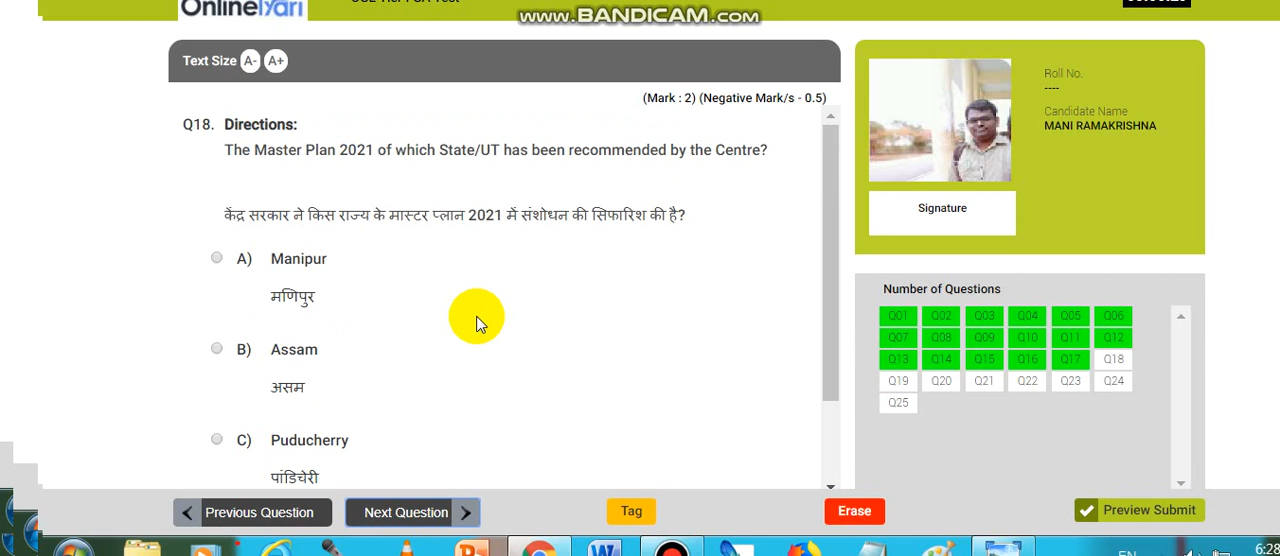 OnlineTyari
www.BANDICAM.com
Text Size A- A+
(Mark : 2) (Negative Mark/s - 0.5)
Q18. Directions:
The Master Plan 2021 of which State/UT has been recommended by the Centre?
केंद्र सरकार ने किस राज्य के मास्टर प्लान 2021 में संशोधन की सिफारिश की है?
A) Manipur
मणिपुर
B) Assam
असम
C) Puducherry
पांडिचेरी
Previous Question
Next Question
Tag
Erase
Preview Submit
Roll No.
----
Candidate Name
MANI RAMAKRISHNA
Signature
Number of Questions
Q01 Q02 Q03 Q04 Q05 Q06
Q07 Q08 Q09 Q10 Q11 Q12
Q13 Q14 Q15 Q16 Q17 Q18
Q19 Q20 Q21 Q22 Q23 Q24
Q25
EN
6:28